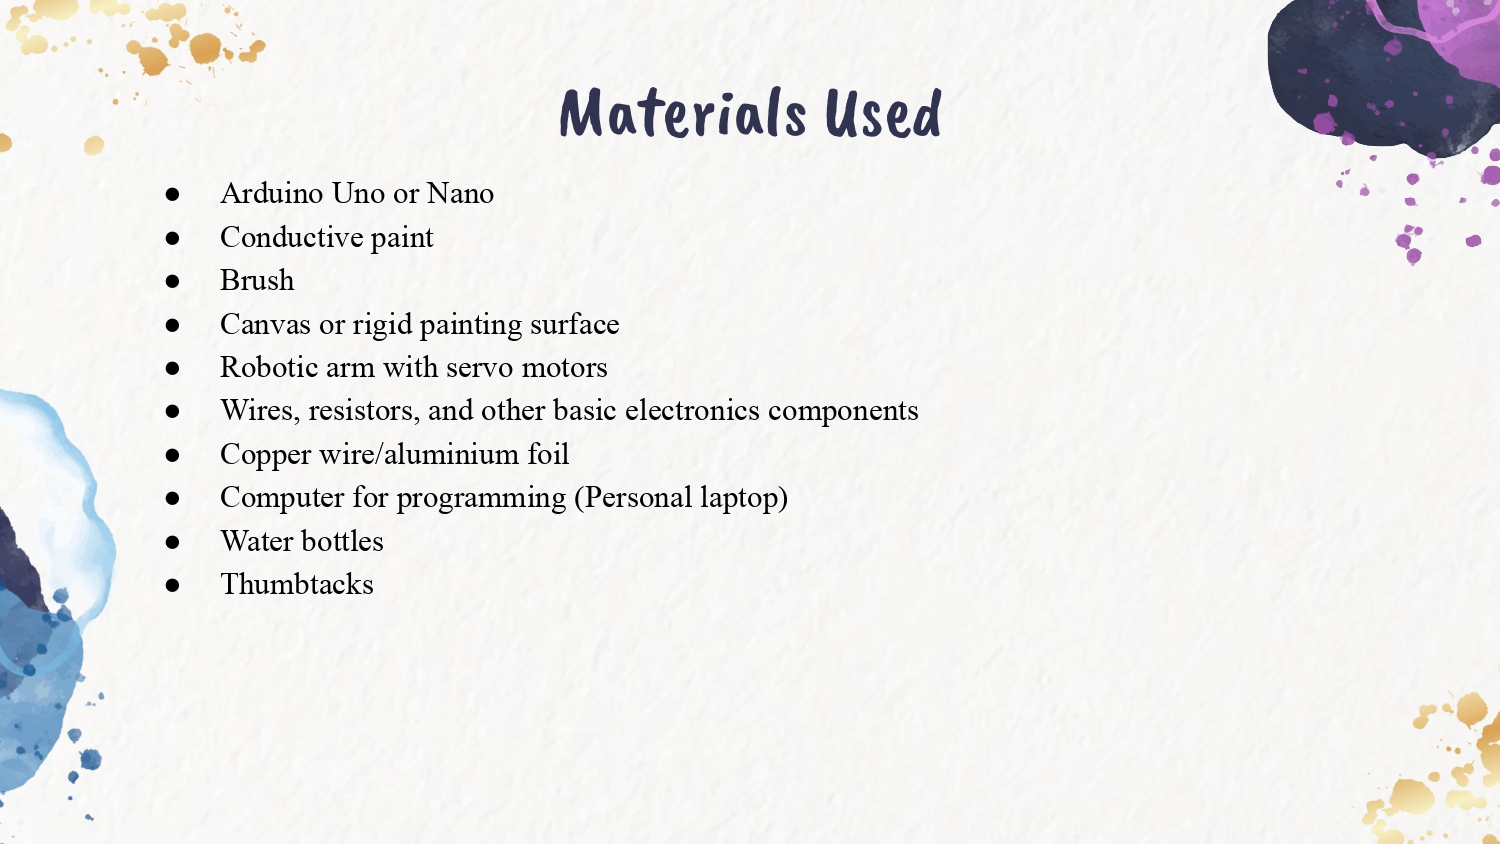 Materials Used
● Arduino Uno or Nano
● Conductive paint
● Brush
● Canvas or rigid painting surface
● Robotic arm with servo motors
● Wires, resistors, and other basic electronics components
● Copper wire/aluminium foil
● Computer for programming (Personal laptop)
● Water bottles
● Thumbtacks